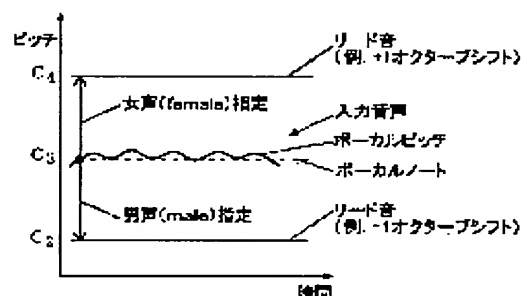 ピッチ
C4
リード音
(例. +1オクターブシフト)
女声(female)指定
入力音声
ボーカルピッチ
C3
ボーカルノート
男声(male)指定
リード音
(例. -1オクターブシフト)
C2
時間